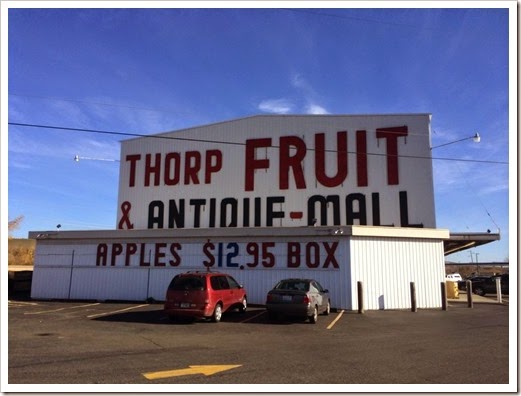 THORP FRUIT
& ANTIQUE-MALL
APPLES $12.95 BOX